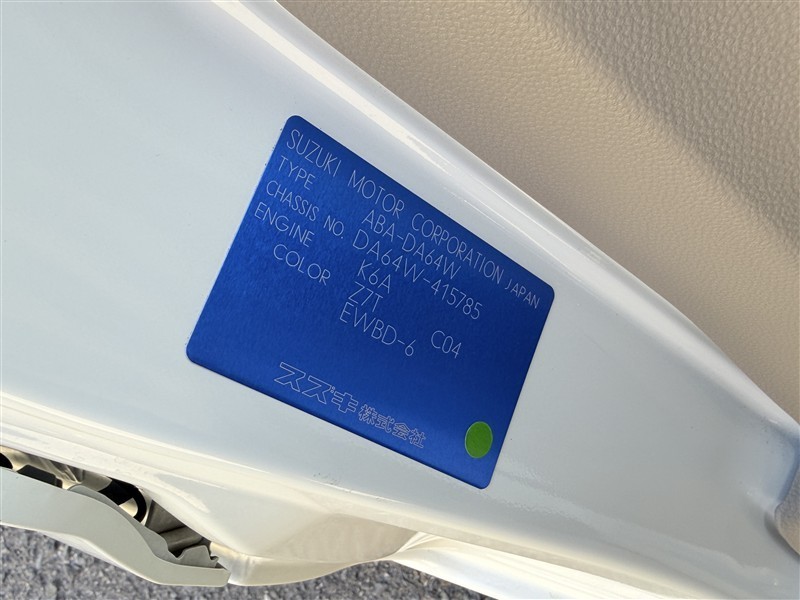 SUZUKI MOTOR CORPORATION JAPAN
TYPE ABA-DA64W
CHASSIS NO. DA64W-415785
ENGINE K6A
COLOR Z7T C04
EWBD-6
スズキ株式会社